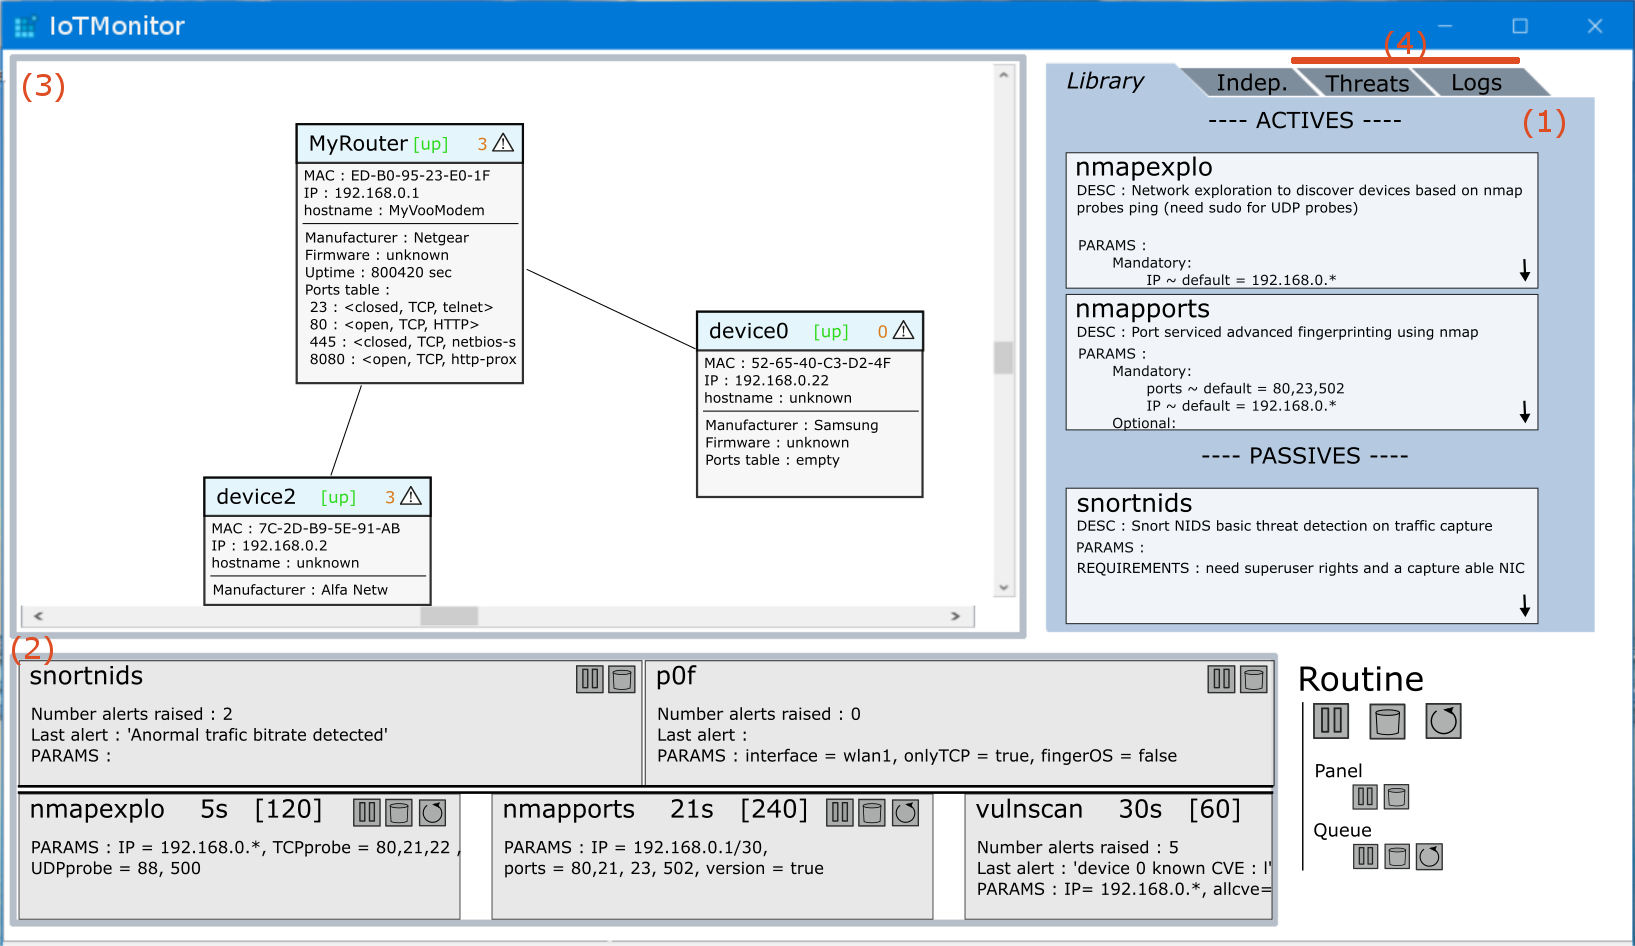 IoTMonitor
(4)
(3)
MyRouter [up] 3
MAC : ED-B0-95-23-E0-1F
IP : 192.168.0.1
hostname : MyVooModem
Manufacturer : Netgear
Firmware : unknown
Uptime : 800420 sec
Ports table :
23 : <closed, TCP, telnet>
80 : <open, TCP, HTTP>
445 : <closed, TCP, netbios-s
8080 : <open, TCP, http-prox
device0 [up] 0
MAC : 52-65-40-C3-D2-4F
IP : 192.168.0.22
hostname : unknown
Manufacturer : Samsung
Firmware : unknown
Ports table : empty
device2 [up] 3
MAC : 7C-2D-B9-5E-91-AB
IP : 192.168.0.2
hostname : unknown
Manufacturer : Alfa Netw
Library Indep. Threats Logs
(1)
---- ACTIVES ----
nmapexplo
DESC : Network exploration to discover devices based on nmap
probes ping (need sudo for UDP probes)
PARAMS :
Mandatory:
IP ~ default = 192.168.0.*
nmapports
DESC : Port serviced advanced fingerprinting using nmap
PARAMS :
Mandatory:
ports ~ default = 80,23,502
IP ~ default = 192.168.0.*
Optional:
---- PASSIVES ----
snortnids
DESC : Snort NIDS basic threat detection on traffic capture
PARAMS :
REQUIREMENTS : need superuser rights and a capture able NIC
(2)
snortnids
Number alerts raised : 2
Last alert : 'Anormal trafic bitrate detected'
PARAMS :
p0f
Number alerts raised : 0
Last alert :
PARAMS : interface = wlan1, onlyTCP = true, fingerOS = false
nmapexplo 5s [120]
PARAMS : IP = 192.168.0.*, TCPprobe = 80,21,22 ,
UDPprobe = 88, 500
nmapports 21s [240]
PARAMS : IP = 192.168.0.1/30,
ports = 80,21, 23, 502, version = true
vulnscan 30s [60]
Number alerts raised : 5
Last alert : 'device 0 known CVE : l'
PARAMS : IP= 192.168.0.*, allcve=
Routine
Panel
Queue